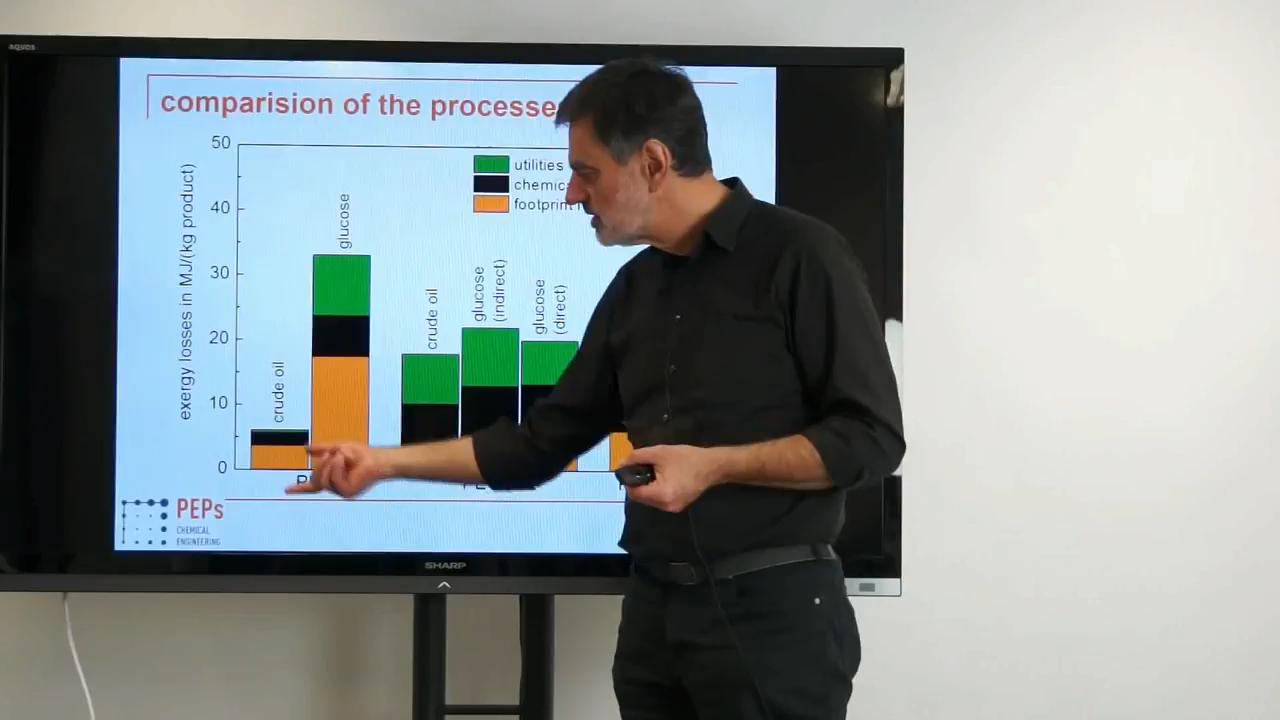 AQUOS
comparision of the processe
50
40
30
20
10
0
exergy losses in MJ/(kg product)
utilities
chemic
footprint
crude oil
glucose
crude oil
glucose
(indirect)
glucose
(direct)
PEPs
CHEMICAL
ENGINEERING
SHARP